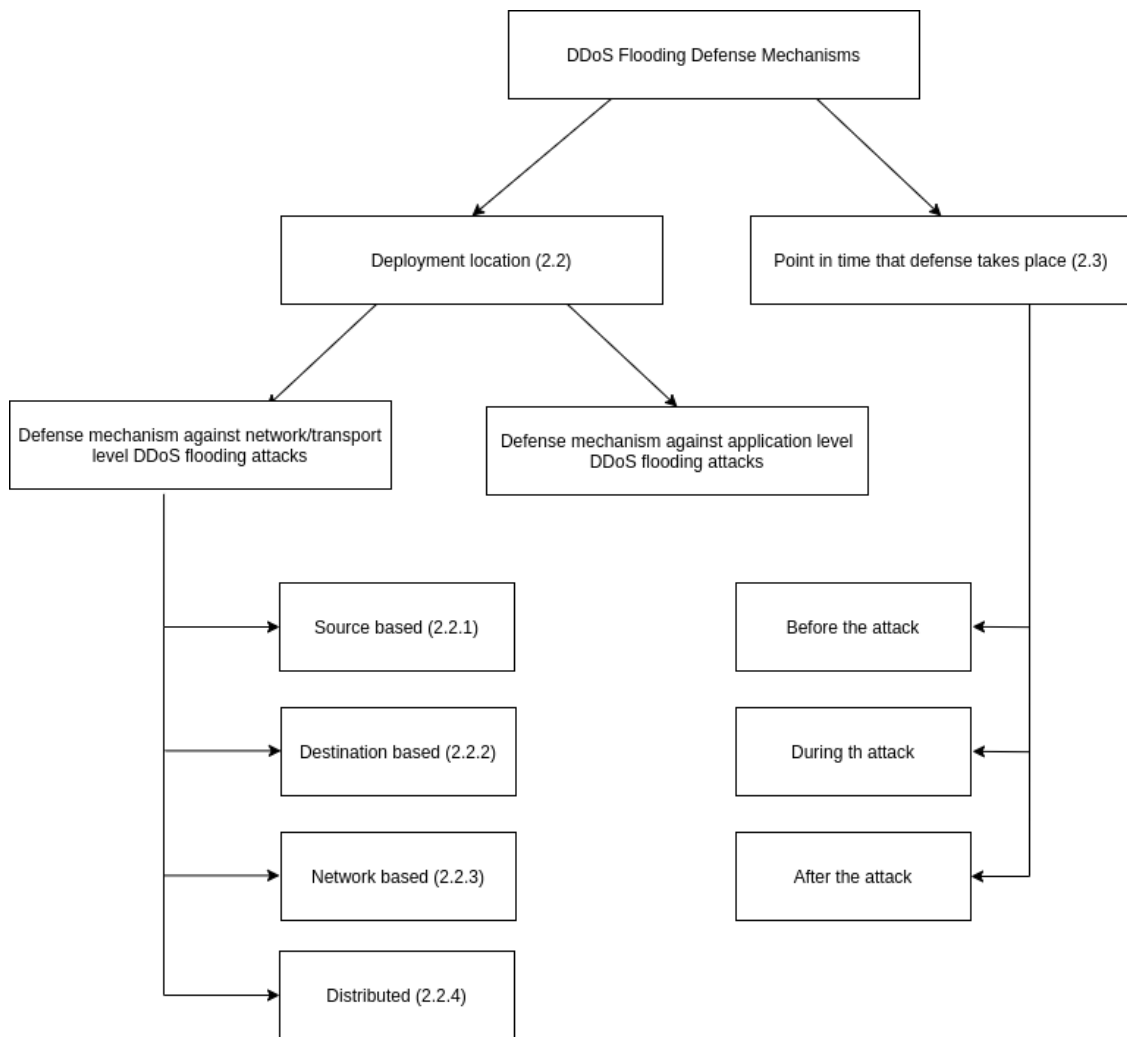 DDoS Flooding Defense Mechanisms
Deployment location (2.2)
Point in time that defense takes place (2.3)
Defense mechanism against network/transport
level DDoS flooding attacks
Defense mechanism against application level
DDoS flooding attacks
Source based (2.2.1)
Before the attack
Destination based (2.2.2)
During th attack
Network based (2.2.3)
After the attack
Distributed (2.2.4)